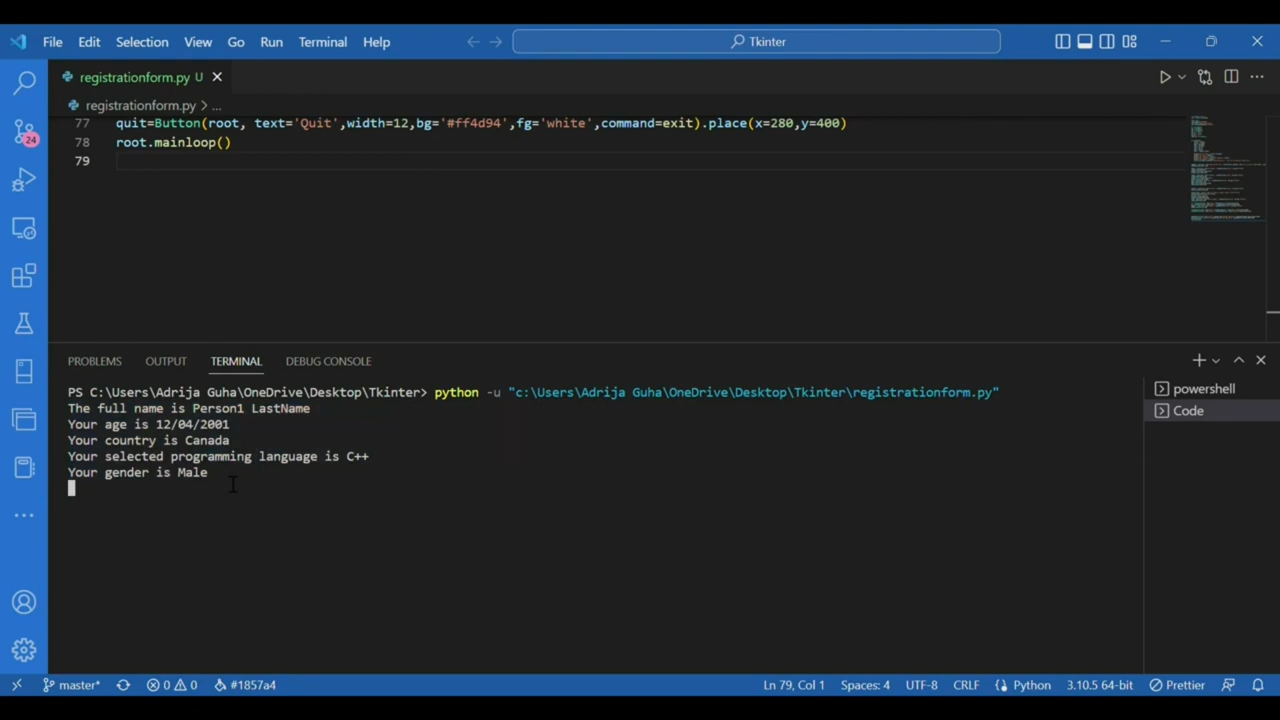 File Edit Selection View Go Run Terminal Help Tkinter
registrationform.py U
registrationform.py > ...
77 quit=Button(root, text='Quit',width=12,bg='#ff4d94',fg='white',command=exit).place(x=280,y=400)
78 root.mainloop()
79
PROBLEMS OUTPUT TERMINAL DEBUG CONSOLE
PS C:\Users\Adrija Guha\OneDrive\Desktop\Tkinter> python -u "c:\Users\Adrija Guha\OneDrive\Desktop\Tkinter\registrationform.py"
The full name is Person1 LastName
Your age is 12/04/2001
Your country is Canada
Your selected programming language is C++
Your gender is Male
powershell
Code
24
master* 0 0 #1857a4 Ln 79, Col 1 Spaces: 4 UTF-8 CRLF Python 3.10.5 64-bit Prettier